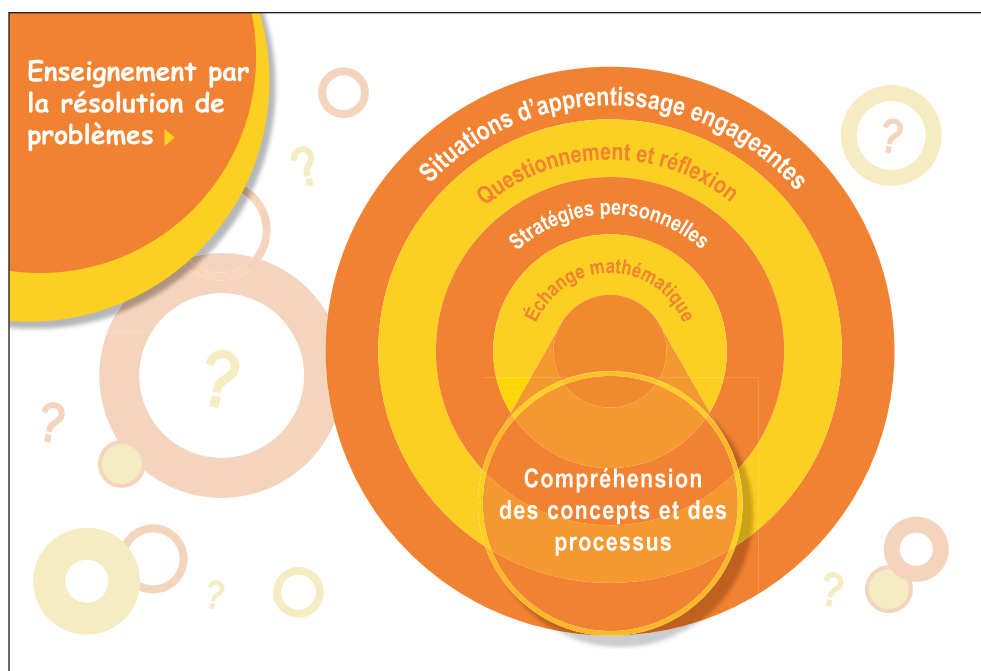 Enseignement par
la résolution de
problèmes
Situations d'apprentissage engageantes
Questionnement et réflexion
Stratégies personnelles
Échange mathématique
Compréhension
des concepts et des
processus
?
?
?
?
?
?